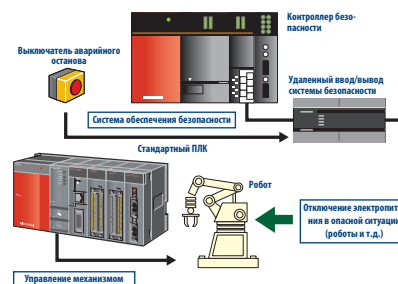 Контроллер безо-
пасности
Выключатель аварийного
останова
Удаленный ввод/вывод
системы безопасности
Система обеспечения безопасности
Стандартный ПЛК
Робот
Отключение электропита-
ния в опасной ситуации
(роботы и т.д.)
Управление механизмом